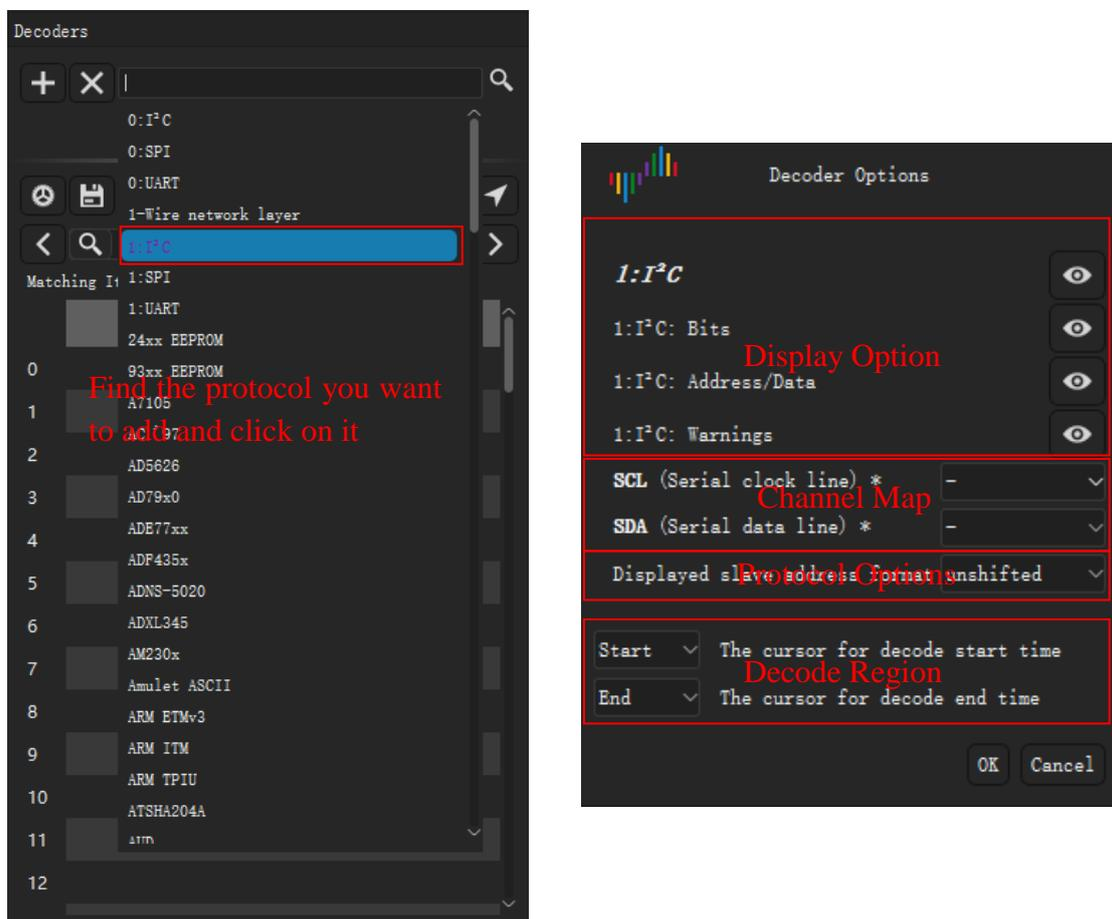 Decoders
0:I²C
0:SPI
0:UART
1-Wire network layer
1:I²C
Matching It
1:SPI
1:UART
24xx EEPROM
0
93xx EEPROM
Find the protocol you want
to add and click on it
1
A7105
2
AD5626
3
AD79x0
4
ADE77xx
ADF435x
5
ADNS-5020
6
ADXL345
7
AM230x
Amulet ASCII
8
ARM ETMv3
9
ARM ITM
ARM TPIU
10
ATSHA204A
11
AUD
12
Decoder Options
1:I²C
1:I²C: Bits
Display Option
1:I²C: Address/Data
1:I²C: Warnings
SCL (Serial clock line) * -
Channel Map
SDA (Serial data line) * -
Displayed slave address format unshifted
Protocol Options
Start The cursor for decode start time
Decode Region
End The cursor for decode end time
OK Cancel